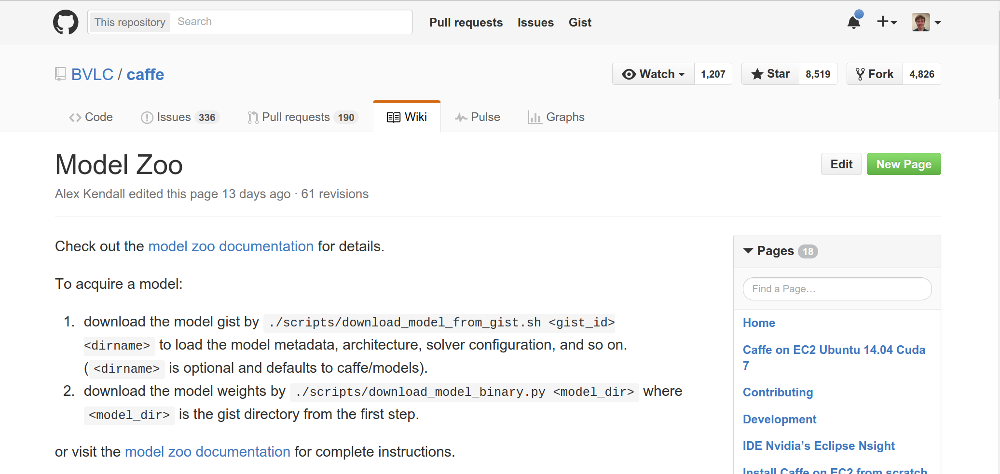 This repository Search Pull requests Issues Gist
BVLC / caffe Watch 1,207 Star 8,519 Fork 4,826
Code Issues 336 Pull requests 190 Wiki Pulse Graphs
Model Zoo Edit New Page
Alex Kendall edited this page 13 days ago · 61 revisions
Check out the model zoo documentation for details.
To acquire a model:
1. download the model gist by ./scripts/download_model_from_gist.sh <gist_id>
<dirname> to load the model metadata, architecture, solver configuration, and so on.
( <dirname> is optional and defaults to caffe/models).
2. download the model weights by ./scripts/download_model_binary.py <model_dir> where
<model_dir> is the gist directory from the first step.
or visit the model zoo documentation for complete instructions.
Pages 18
Find a Page…
Home
Caffe on EC2 Ubuntu 14.04 Cuda
7
Contributing
Development
IDE Nvidia’s Eclipse Nsight
Install Caffe on EC2 from scratch